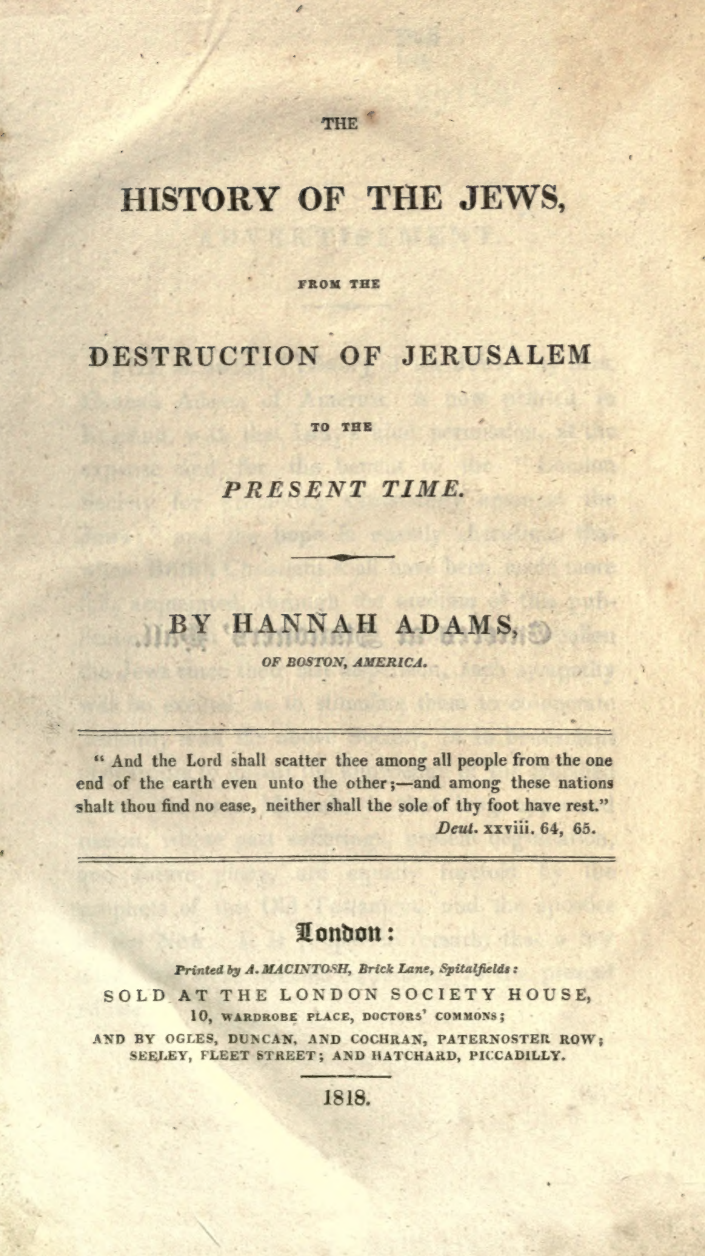 THE
HISTORY OF THE JEWS,
FROM THE
DESTRUCTION OF JERUSALEM
TO THE
PRESENT TIME.
BY HANNAH ADAMS,
OF BOSTON, AMERICA.
“ And the Lord shall scatter thee among all people from the one
end of the earth even unto the other;—and among these nations
shalt thou find no ease, neither shall the sole of thy foot have rest.”
Deut. xxviii. 64, 65.
London:
Printed by A. MACINTOSH, Brick Lane, Spitalfields:
SOLD AT THE LONDON SOCIETY HOUSE,
10, WARDROBE PLACE, DOCTORS’ COMMONS;
AND BY OGLES, DUNCAN, AND COCHRAN, PATERNOSTER ROW;
SEELEY, FLEET STREET; AND HATCHARD, PICCADILLY.
1818.